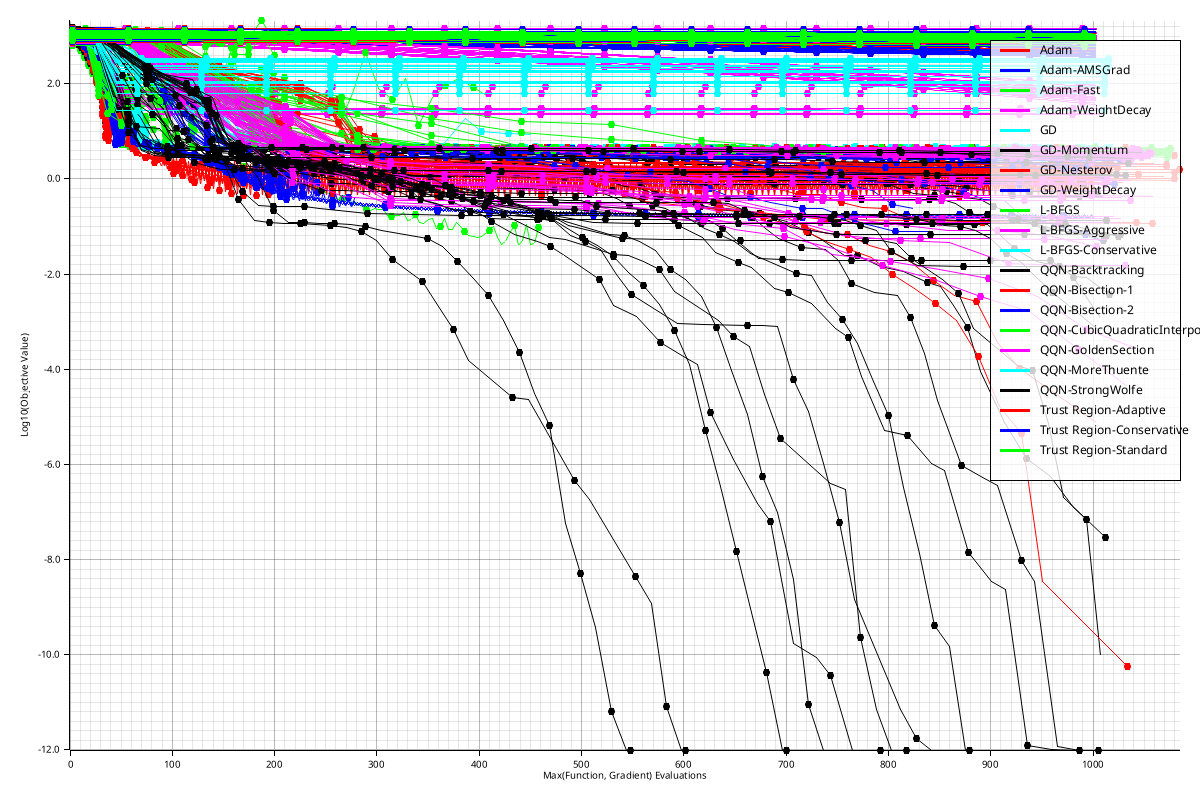 2.0
0.0
-2.0
-4.0
-6.0
-8.0
-10.0
-12.0
Log10(Objective Value)
0 100 200 300 400 500 600 700 800 900 1000
Max(Function, Gradient) Evaluations
Adam
Adam-AMSGrad
Adam-Fast
Adam-WeightDecay
GD
GD-Momentum
GD-Nesterov
GD-WeightDecay
L-BFGS
L-BFGS-Aggressive
L-BFGS-Conservative
QQN-Backtracking
QQN-Bisection-1
QQN-Bisection-2
QQN-CubicQuadraticInterpo
QQN-GoldenSection
QQN-MoreThuente
QQN-StrongWolfe
Trust Region-Adaptive
Trust Region-Conservative
Trust Region-Standard